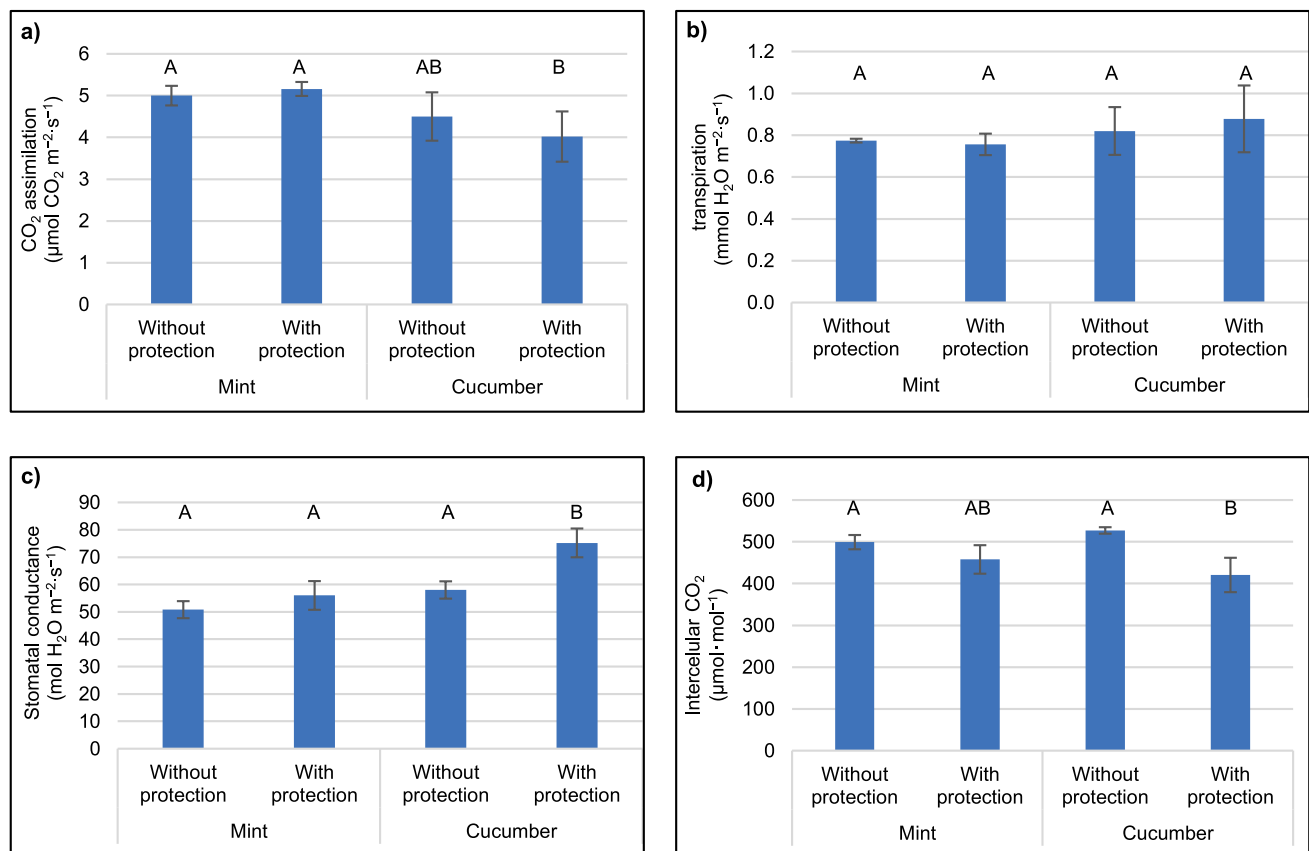 a)
CO₂ assimilation
(µmol CO₂ m⁻²·s⁻¹)
6
5
4
3
2
1
0
A
A
AB
B
Without
protection
With
protection
Without
protection
With
protection
Mint
Cucumber
b)
transpiration
(mmol H₂O m⁻²·s⁻¹)
1.2
1.0
0.8
0.6
0.4
0.2
0.0
A
A
A
A
Without
protection
With
protection
Without
protection
With
protection
Mint
Cucumber
c)
Stomatal conductance
(mol H₂O m⁻²·s⁻¹)
90
80
70
60
50
40
30
20
10
0
A
A
A
B
Without
protection
With
protection
Without
protection
With
protection
Mint
Cucumber
d)
Intercelular CO₂
(µmol·mol⁻¹)
600
500
400
300
200
100
0
A
AB
A
B
Without
protection
With
protection
Without
protection
With
protection
Mint
Cucumber